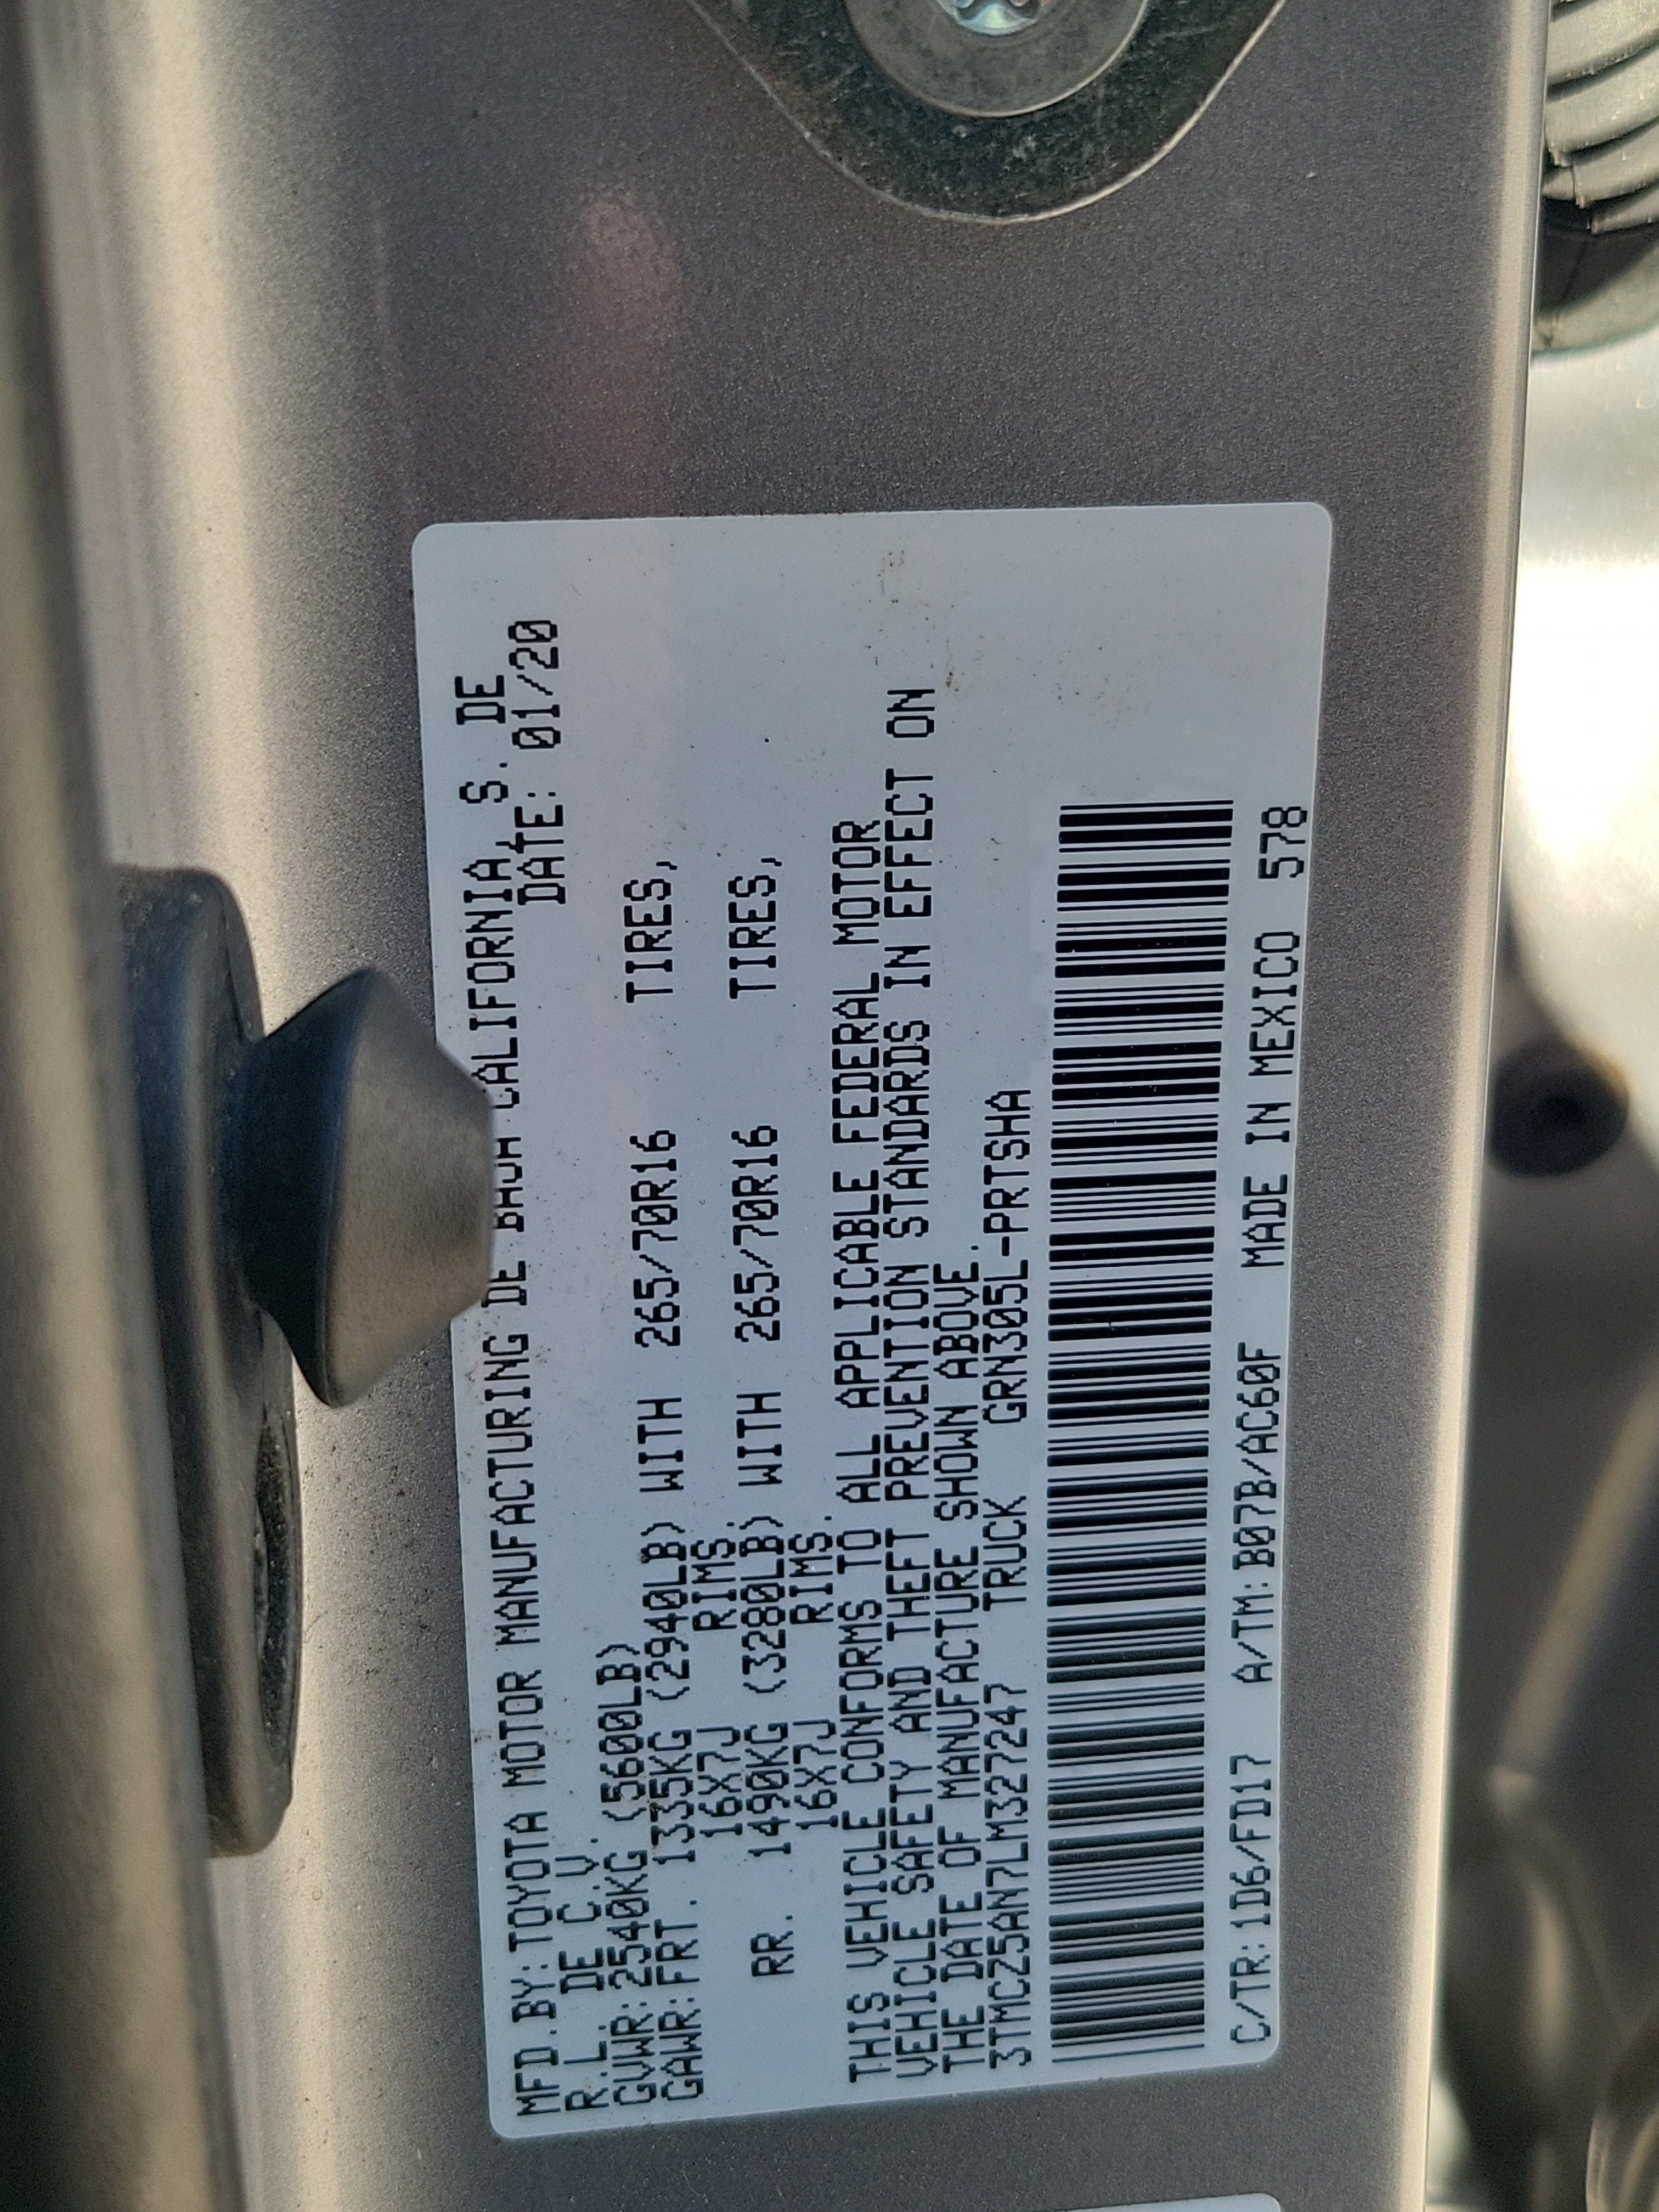 MFD.BY:TOYOTA MOTOR MANUFACTURING DE BAJA CALIFORNIA, S. DE
R.L. DE C.V. DATE: 01/20
GVWR:2540KG (5600LB)
GAWR:FRT. 1335KG (2940LB) WITH 265/70R16 TIRES,
16X7J RIMS.
RR. 1490KG (3280LB) WITH 265/70R16 TIRES,
16X7J RIMS.
THIS VEHICLE CONFORMS TO ALL APPLICABLE FEDERAL MOTOR
VEHICLE SAFETY AND THEFT PREVENTION STANDARDS IN EFFECT ON
THE DATE OF MANUFACTURE SHOWN ABOVE.
3TMCZ5AN7LM327247 TRUCK GRN305L-PRTSHA
C/TR:1D6/FD17 A/TM:B07B/AC60F MADE IN MEXICO 578